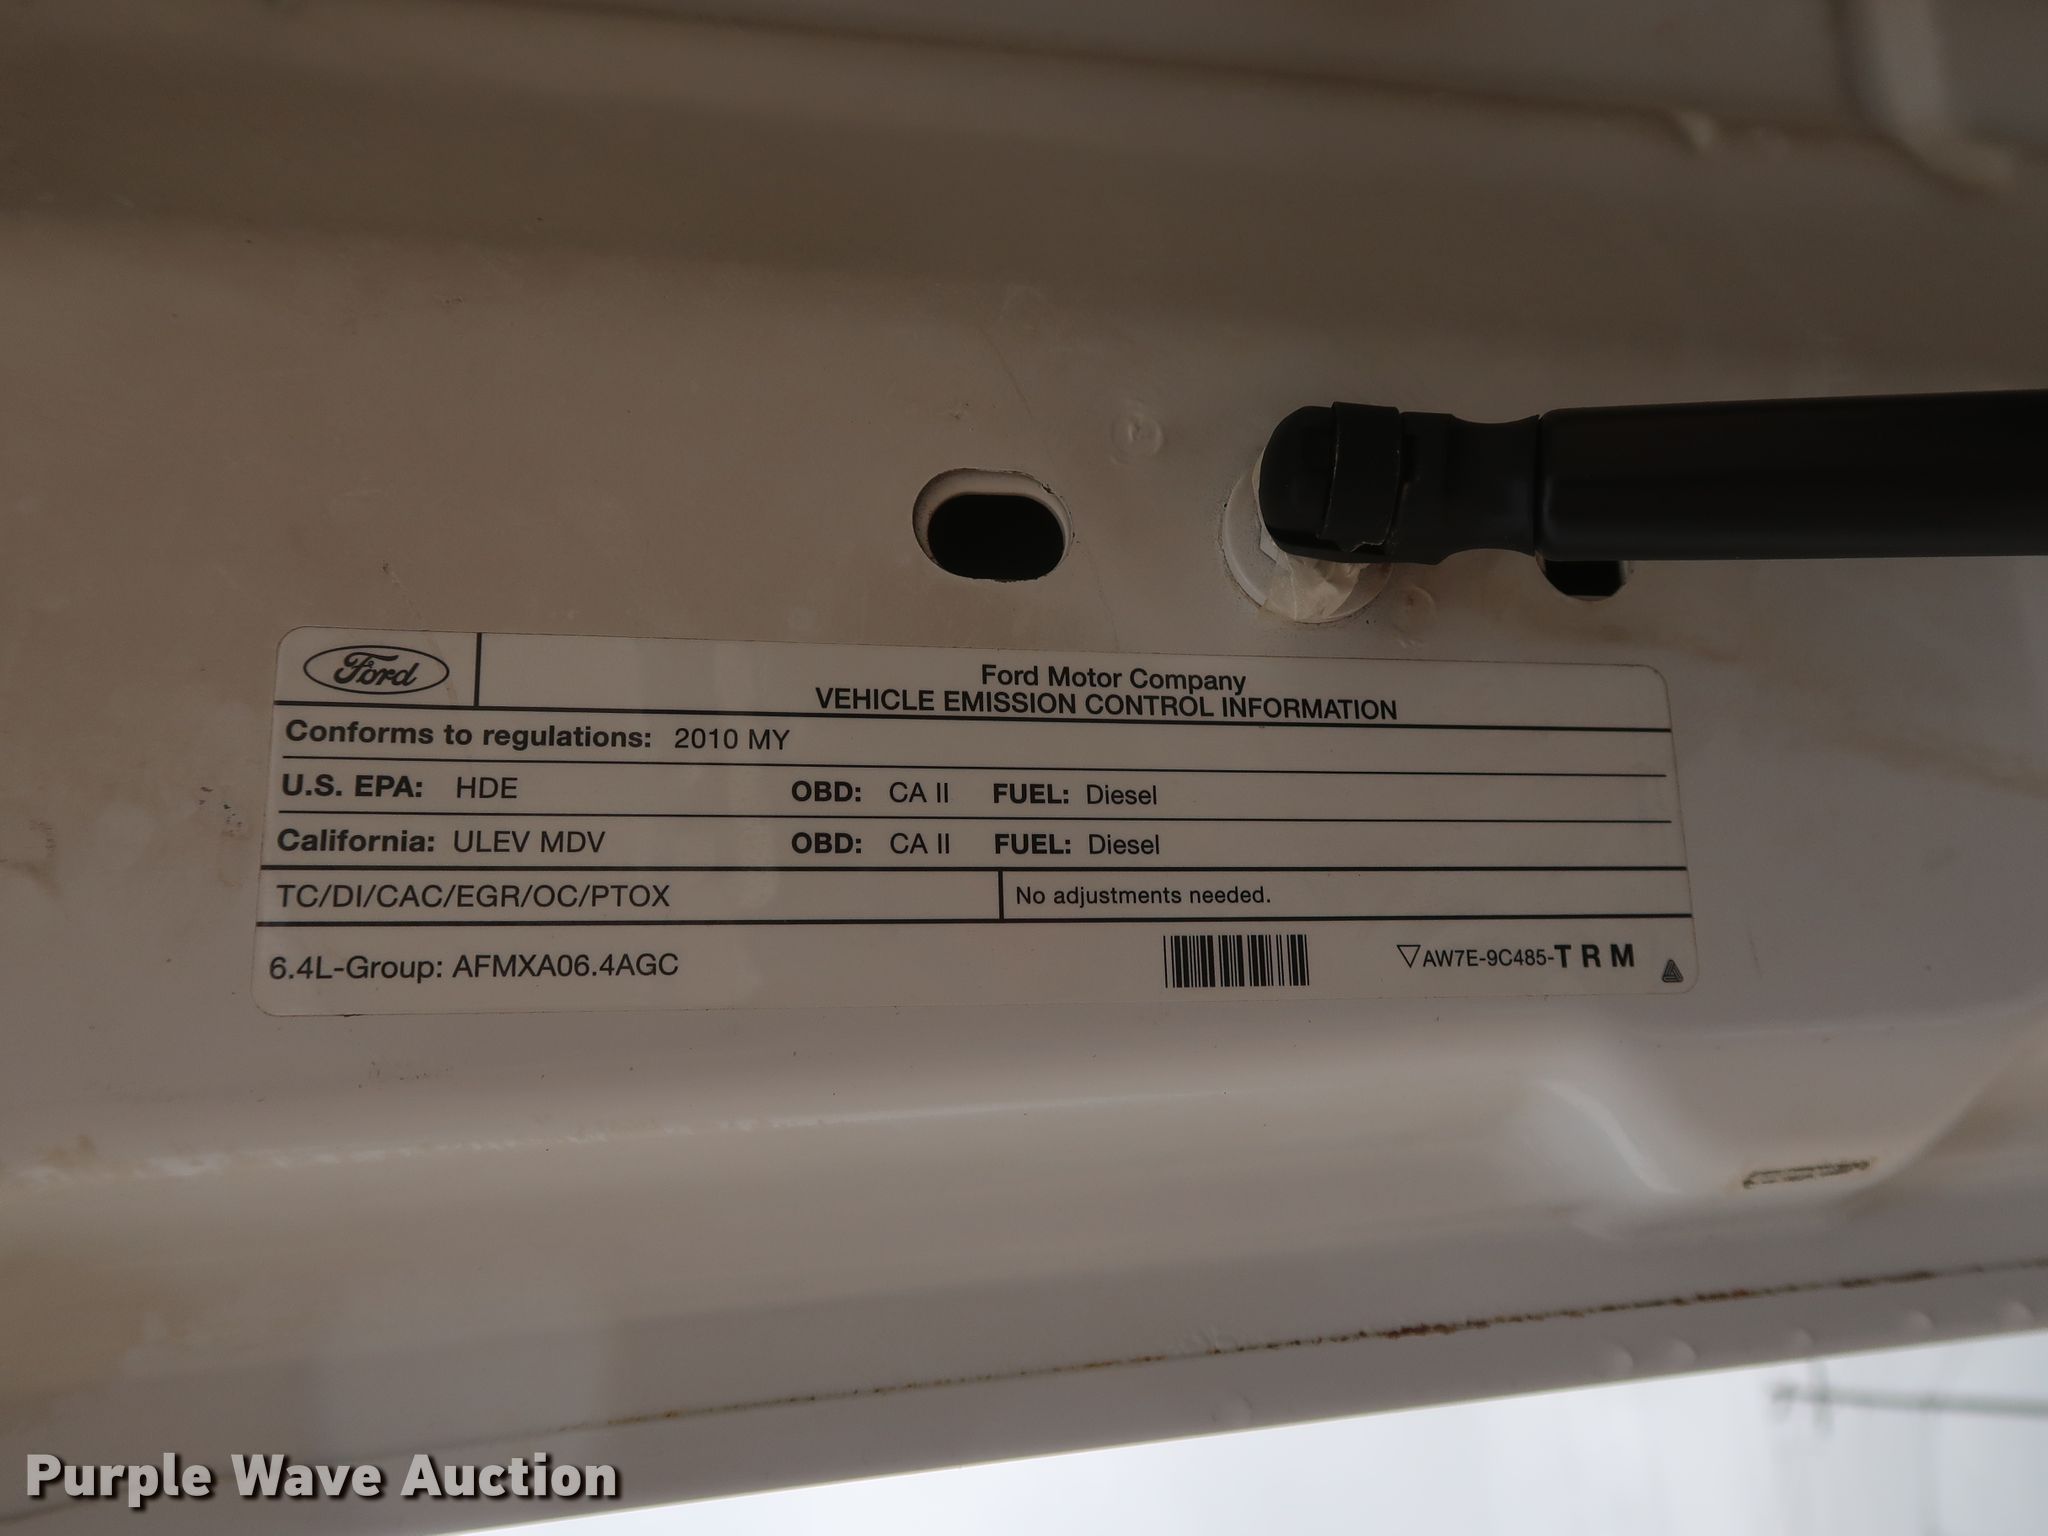 Ford
Ford Motor Company
VEHICLE EMISSION CONTROL INFORMATION
Conforms to regulations: 2010 MY
U.S. EPA: HDE OBD: CA II FUEL: Diesel
California: ULEV MDV OBD: CA II FUEL: Diesel
TC/DI/CAC/EGR/OC/PTOX No adjustments needed.
6.4L-Group: AFMXA06.4AGC AW7E-9C485-T R M
Purple Wave Auction